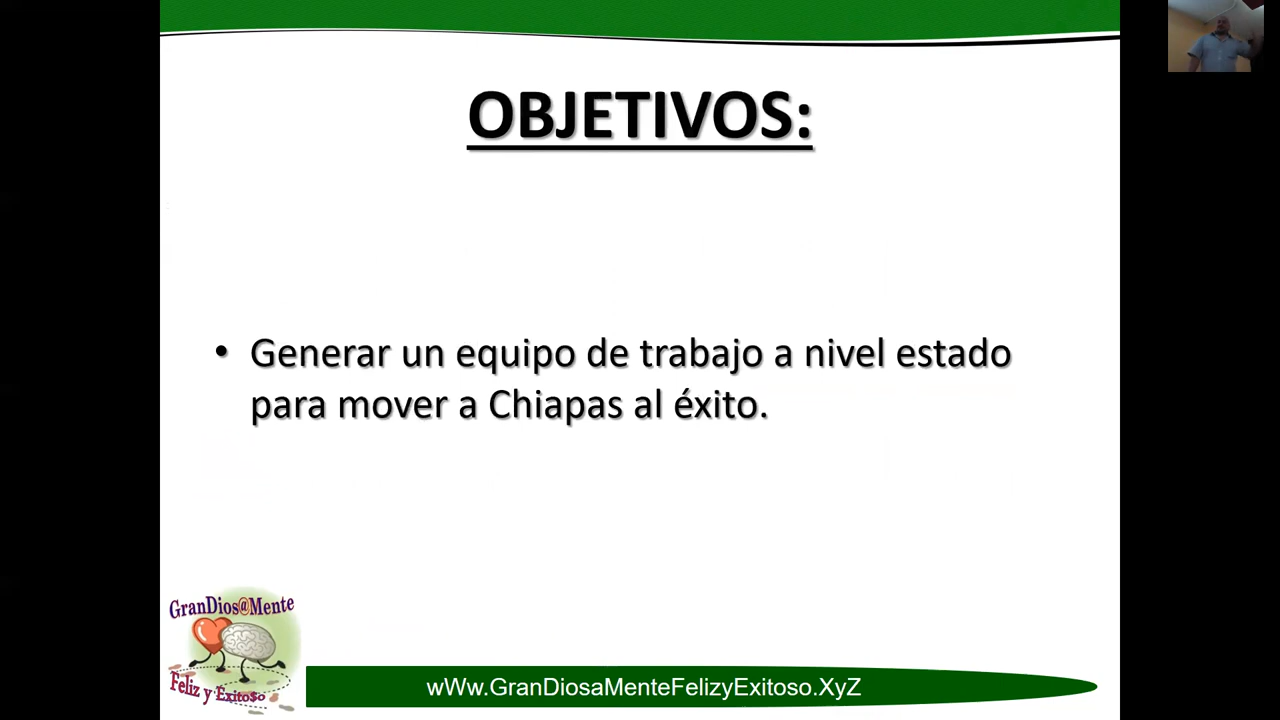 OBJETIVOS:
• Generar un equipo de trabajo a nivel estado
para mover a Chiapas al éxito.
GranDios@Mente
Feliz y Exito$o
wWw.GranDiosaMenteFelizyExitoso.XyZ